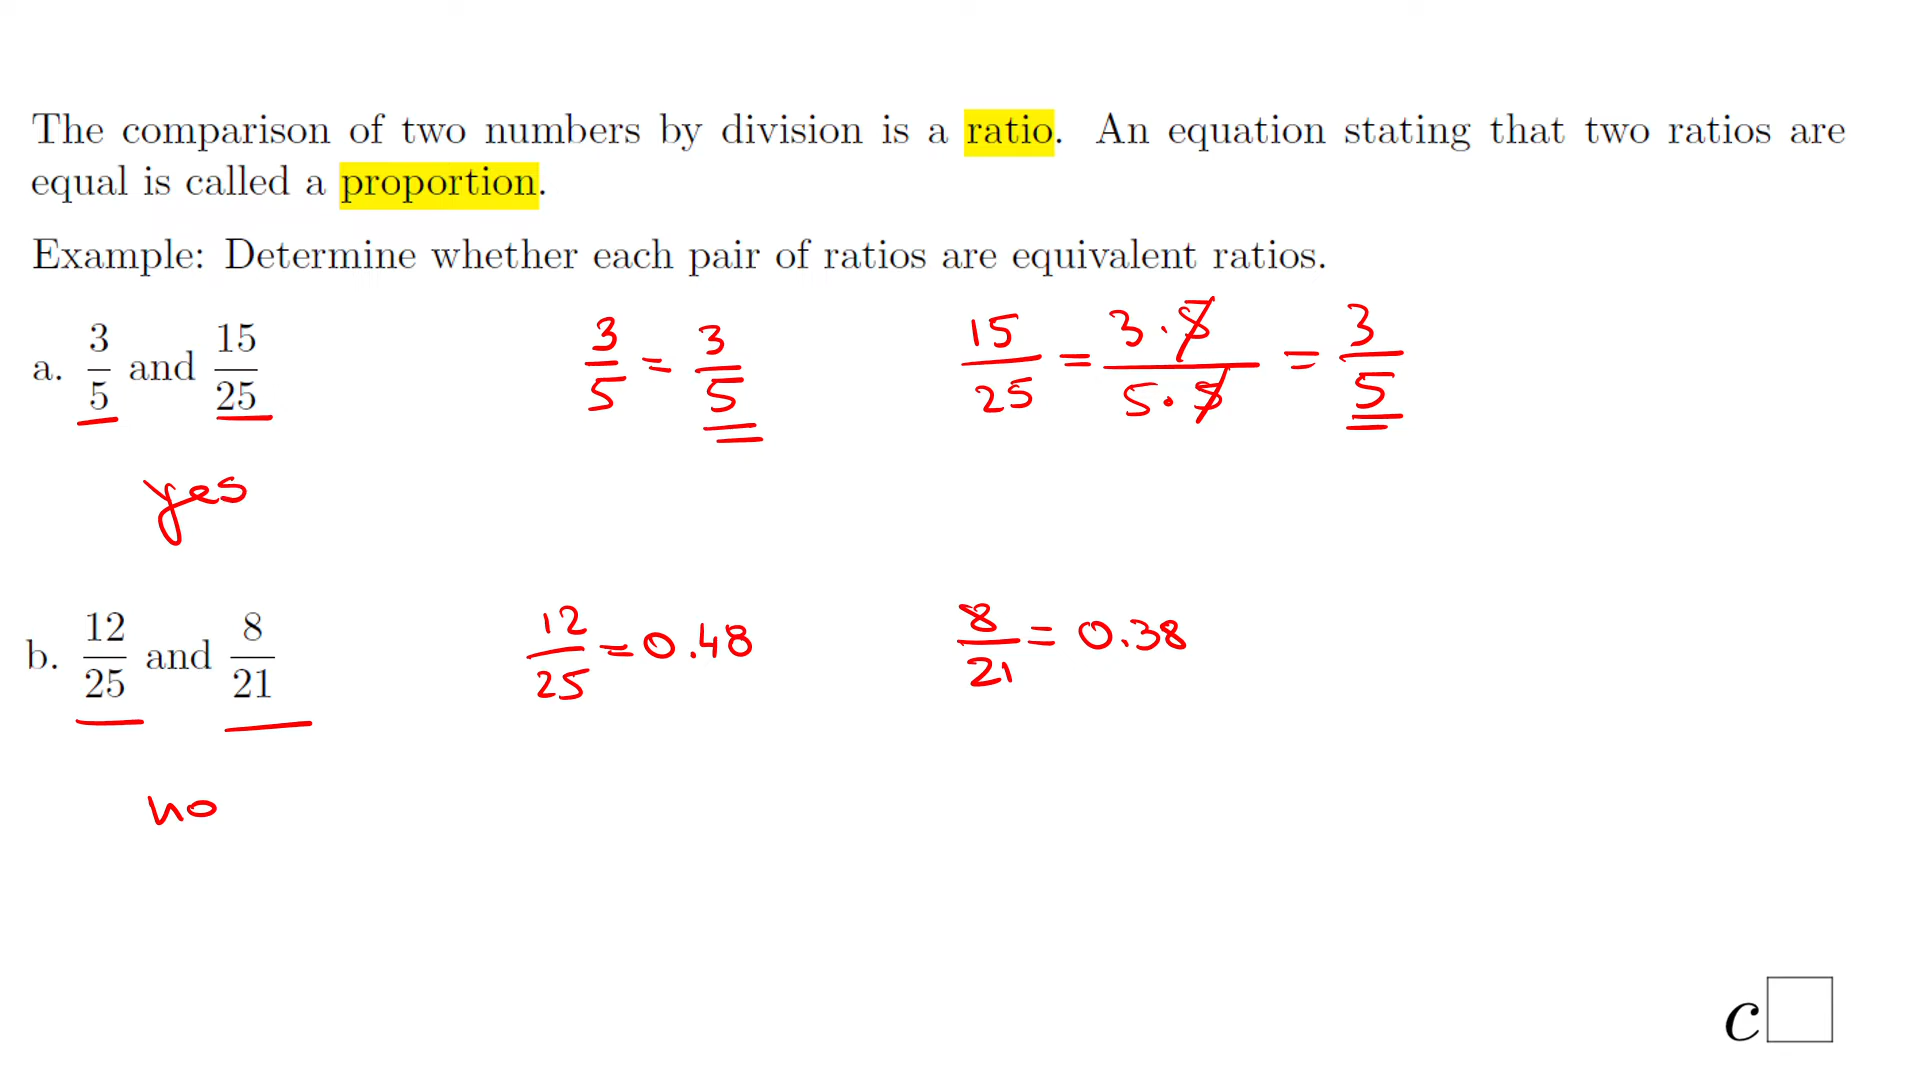 The comparison of two numbers by division is a ratio. An equation stating that two ratios are
equal is called a proportion.
Example: Determine whether each pair of ratios are equivalent ratios.
a. 3/5 and 15/25    3/5 = 3/5    15/25 = 3·5/5·5 = 3/5
yes
b. 12/25 and 8/21    12/25 = 0.48    8/21 = 0.38
no
c